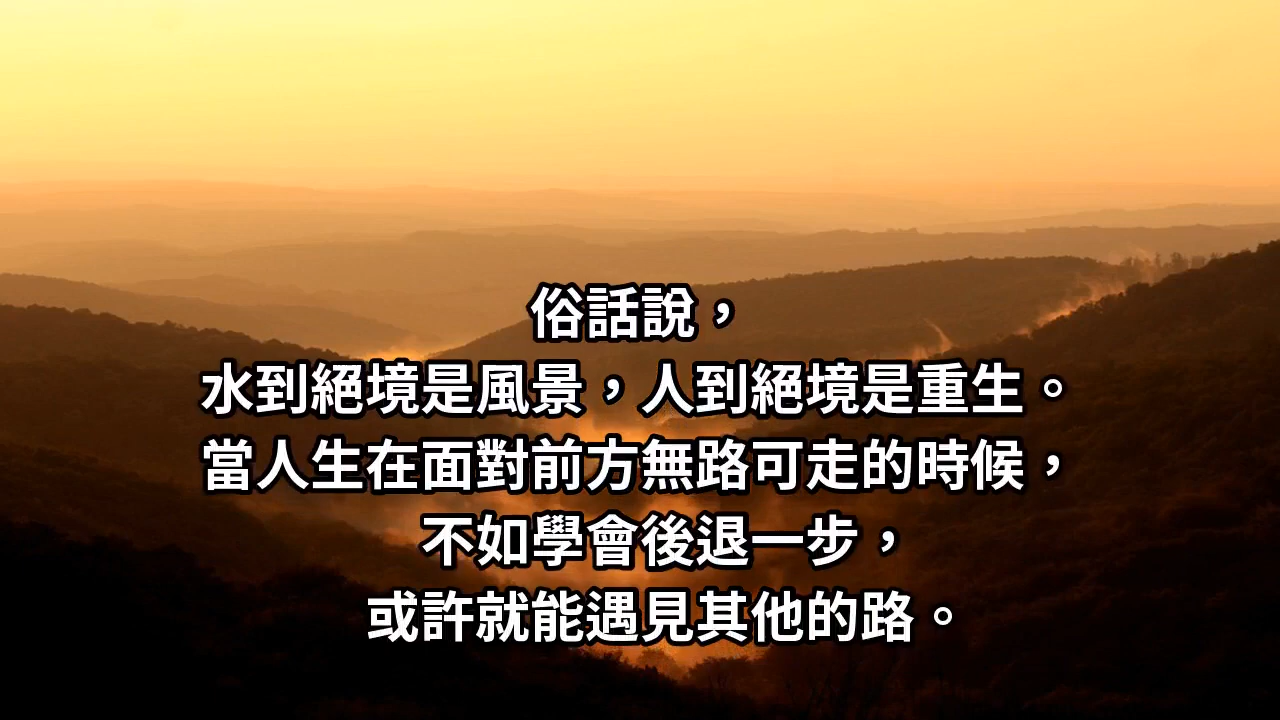 俗話說，
水到絕境是風景，人到絕境是重生。
當人生在面對前方無路可走的時候，
不如學會後退一步，
或許就能遇見其他的路。